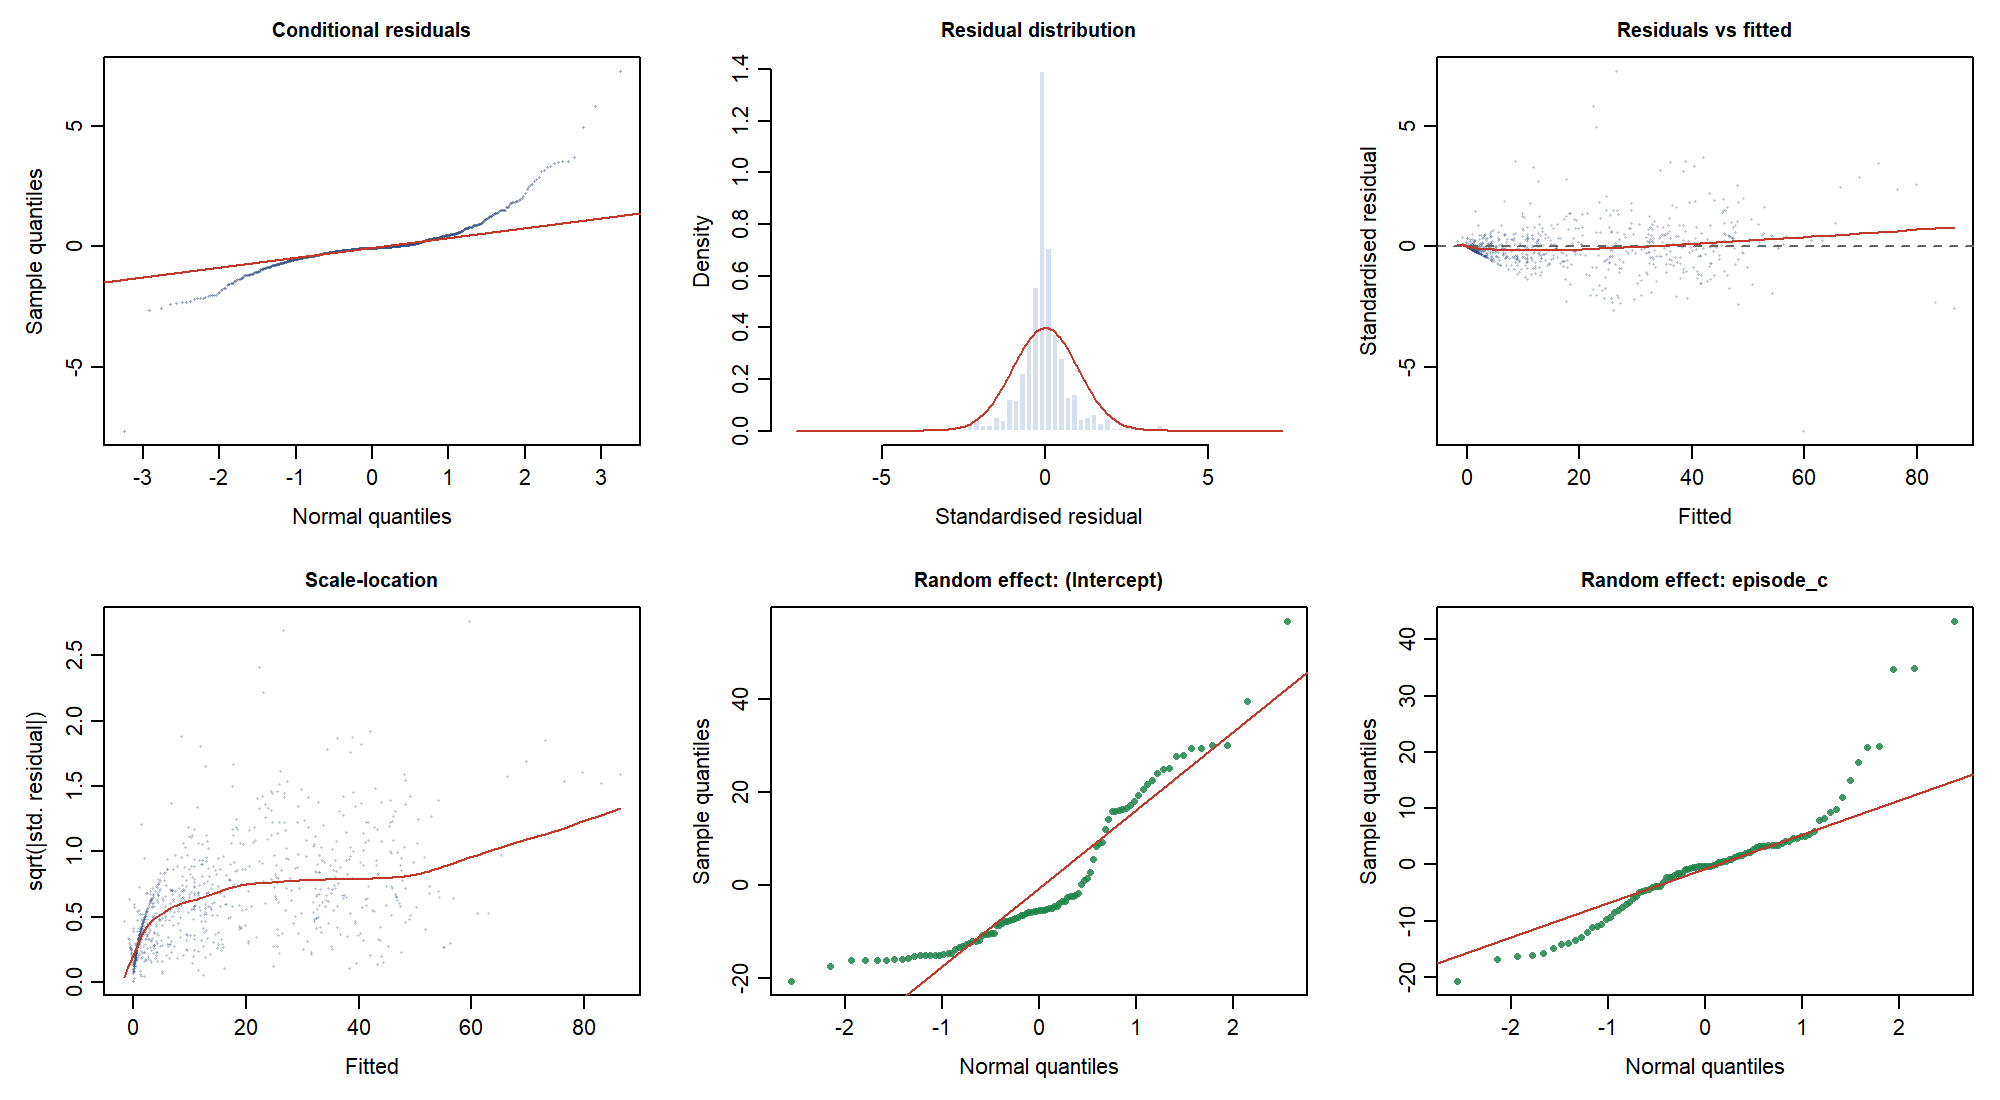 Conditional residuals
Sample quantiles
5
0
-5
-3 -2 -1 0 1 2 3
Normal quantiles
Residual distribution
Density
1.4
1.2
1.0
0.8
0.6
0.4
0.2
0.0
-5 0 5
Standardised residual
Residuals vs fitted
Standardised residual
5
0
-5
0 20 40 60 80
Fitted
Scale-location
sqrt(|std. residual|)
2.5
2.0
1.5
1.0
0.5
0.0
0 20 40 60 80
Fitted
Random effect: (Intercept)
Sample quantiles
40
20
0
-20
-2 -1 0 1 2
Normal quantiles
Random effect: episode_c
Sample quantiles
40
30
20
10
0
-10
-20
-2 -1 0 1 2
Normal quantiles